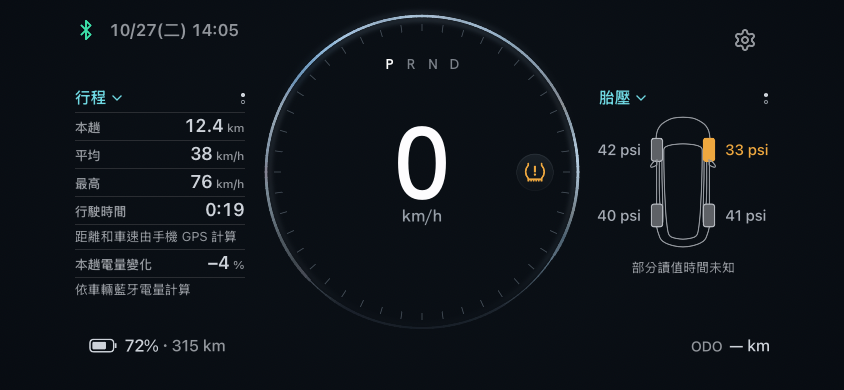 10/27(二) 14:05
P R N D
行程
本趟 12.4 km
平均 38 km/h
最高 76 km/h
行駛時間 0:19
距離和車速由手機 GPS 計算
本趟電量變化 –4 %
依車輛藍牙電量計算
0
km/h
胎壓
42 psi 33 psi
40 psi 41 psi
部分讀值時間未知
72% · 315 km
ODO — km